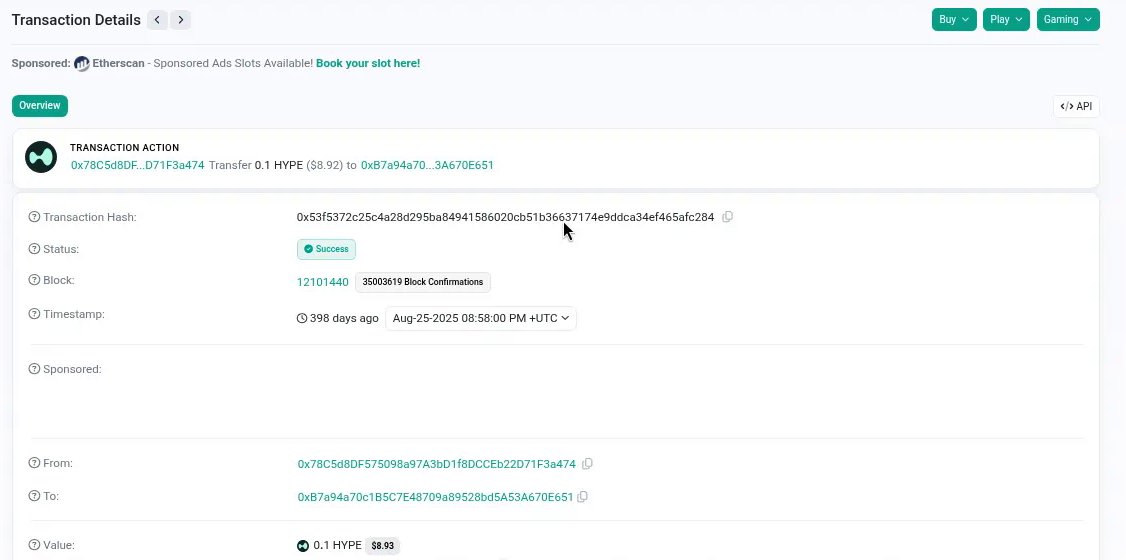 Transaction Details
Buy Play Gaming
Sponsored: Etherscan - Sponsored Ads Slots Available! Book your slot here!
Overview
</> API
TRANSACTION ACTION
0x78C5d8DF...D71F3a474 Transfer 0.1 HYPE ($8.92) to 0xB7a94a70...3A670E651
Transaction Hash: 0x53f5372c25c4a28d295ba84941586020cb51b36637174e9ddca34ef465afc284
Status: Success
Block: 12101440 35003619 Block Confirmations
Timestamp: 398 days ago Aug-25-2025 08:58:00 PM +UTC
Sponsored:
From: 0x78C5d8DF575098a97A3bD1f8DCCEb22D71F3a474
To: 0xB7a94a70c1B5C7E48709a89528bd5A53A670E651
Value: 0.1 HYPE $8.93